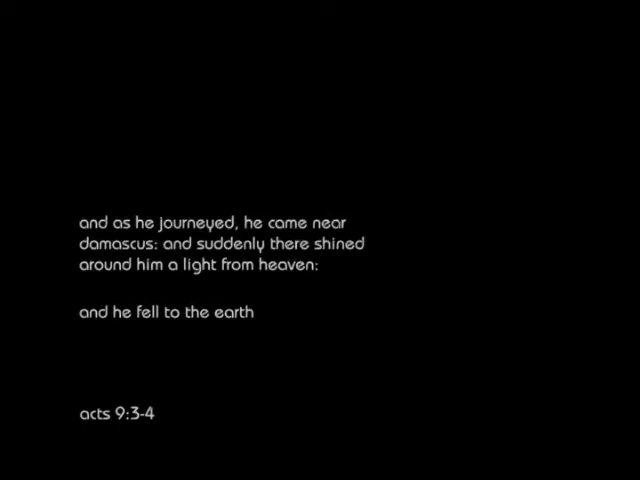 and as he journeyed, he came near
damascus: and suddenly there shined
around him a light from heaven:
and he fell to the earth
acts 9:3-4